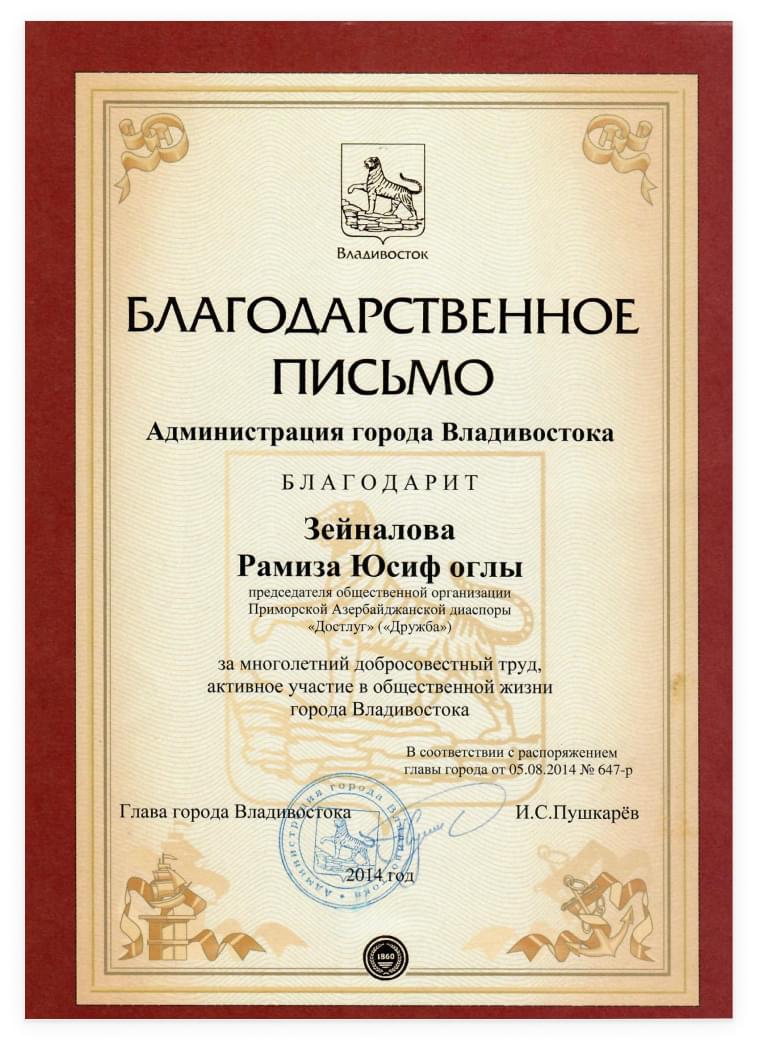 Владивосток
БЛАГОДАРСТВЕННОЕ
ПИСЬМО
Администрация города Владивостока
БЛАГОДАРИТ
Зейналова
Рамиза Юсиф оглы
председателя общественной организации
Приморской Азербайджанской диаспоры
«Достлуг» («Дружба»)
за многолетний добросовестный труд,
активное участие в общественной жизни
города Владивостока
В соответствии с распоряжением
главы города от 05.08.2014 № 647-р
Глава города Владивостока И.С.Пушкарёв
Администрация города Владивостока
2014 год
1860